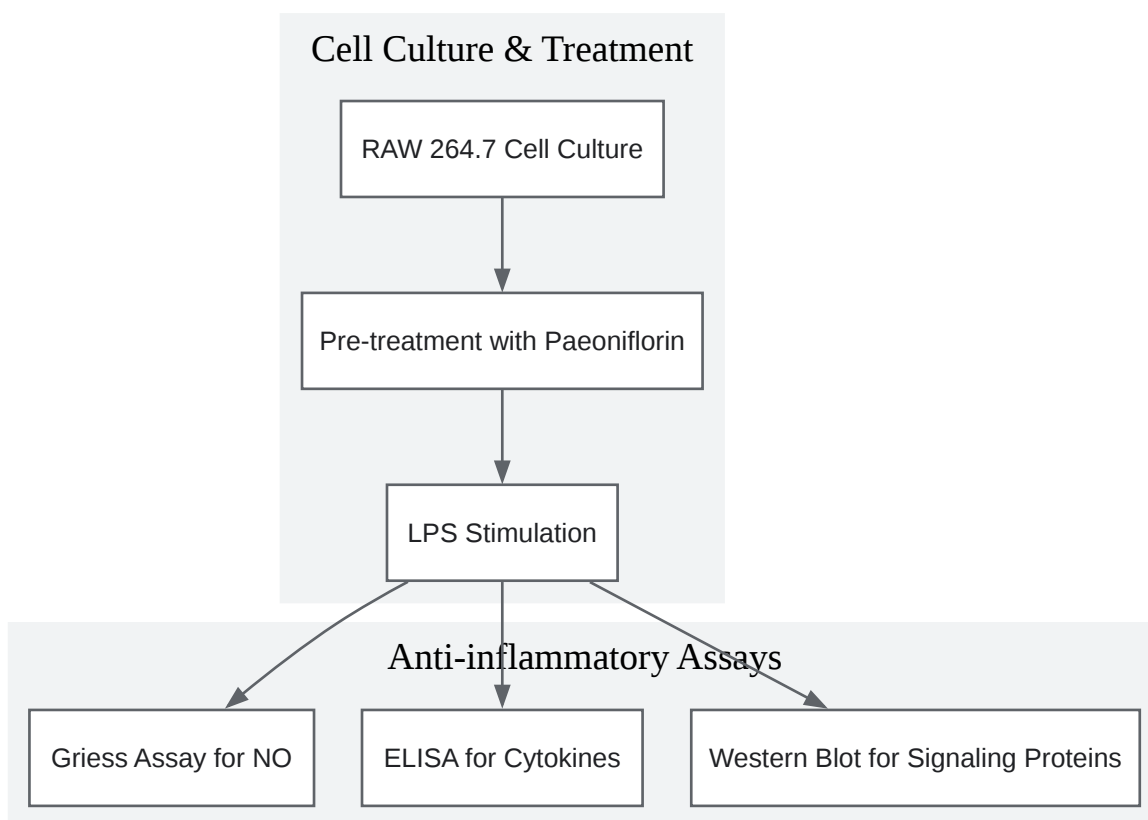 Cell Culture & Treatment
RAW 264.7 Cell Culture
Pre-treatment with Paeoniflorin
LPS Stimulation
Anti-inflammatory Assays
Griess Assay for NO
ELISA for Cytokines
Western Blot for Signaling Proteins